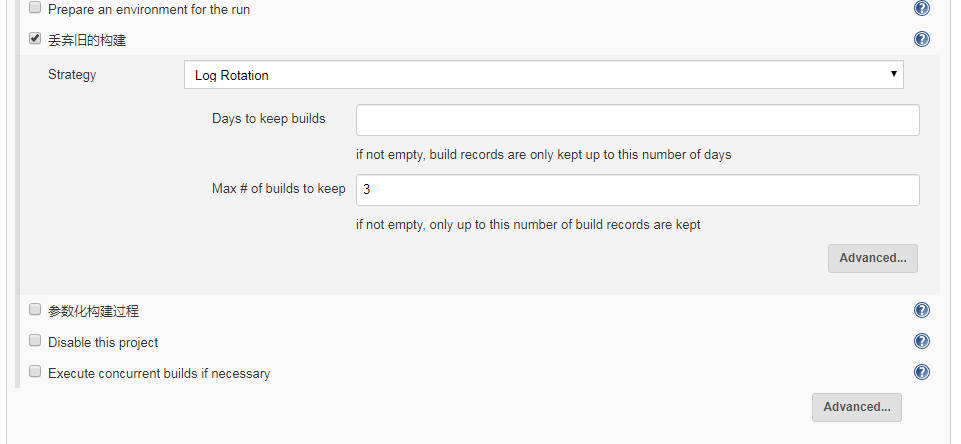 Prepare an environment for the run
丢弃旧的构建
Strategy
Log Rotation
Days to keep builds
if not empty, build records are only kept up to this number of days
Max # of builds to keep
3
if not empty, only up to this number of build records are kept
Advanced...
参数化构建过程
Disable this project
Execute concurrent builds if necessary
Advanced...